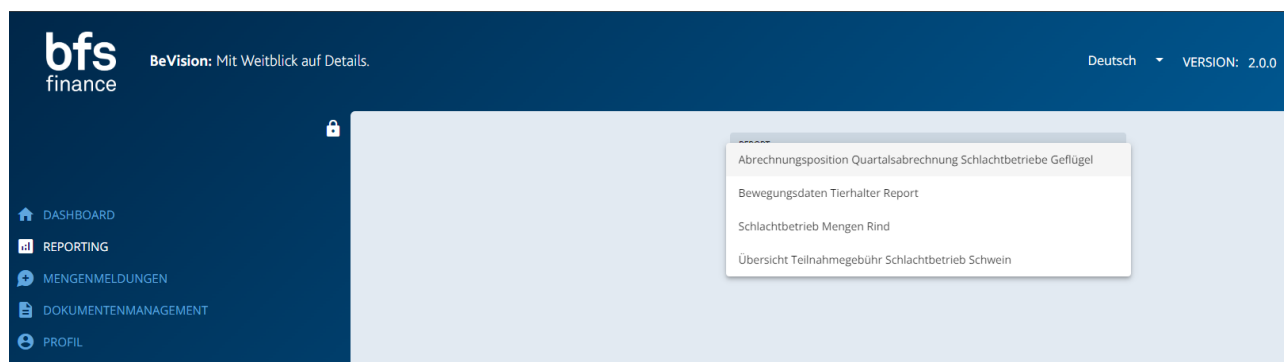 bfs
finance
BeVision: Mit Weitblick auf Details.
Deutsch
VERSION: 2.0.0
DASHBOARD
REPORTING
MENGENMELDUNGEN
DOKUMENTENMANAGEMENT
PROFIL
REPORT
Abrechnungsposition Quartalsabrechnung Schlachtbetriebe Geflügel
Bewegungsdaten Tierhalter Report
Schlachtbetrieb Mengen Rind
Übersicht Teilnahmegebühr Schlachtbetrieb Schwein